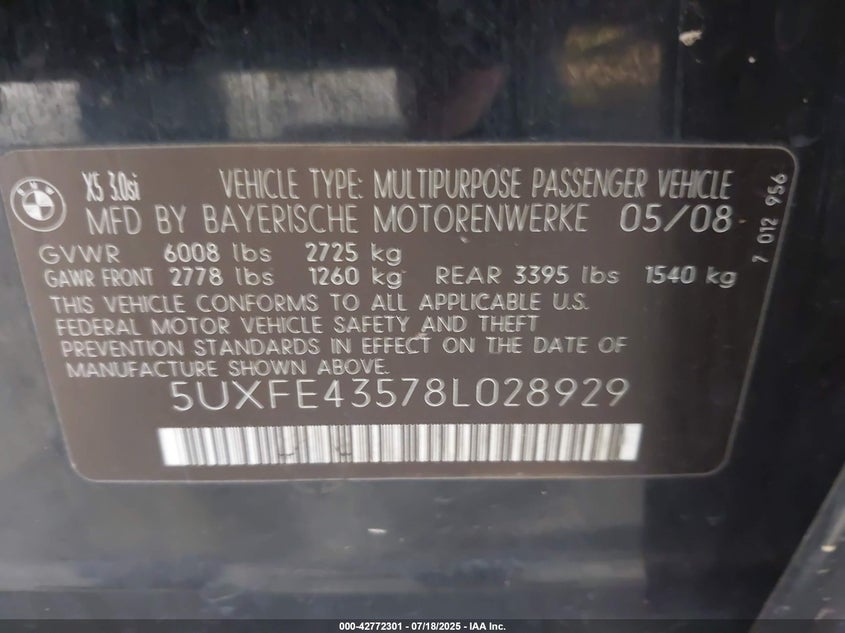 BMW
X5 3.0si
VEHICLE TYPE: MULTIPURPOSE PASSENGER VEHICLE
MFD BY BAYERISCHE MOTORENWERKE 05/08
GVWR 6008 lbs 2725 kg
GAWR FRONT 2778 lbs 1260 kg REAR 3395 lbs 1540 kg
THIS VEHICLE CONFORMS TO ALL APPLICABLE U.S.
FEDERAL MOTOR VEHICLE SAFETY AND THEFT
PREVENTION STANDARDS IN EFFECT ON THE DATE OF
MANUFACTURE SHOWN ABOVE.
5UXFE43578L028929
7 012 956
000-42772301 - 07/18/2025 - IAA Inc.